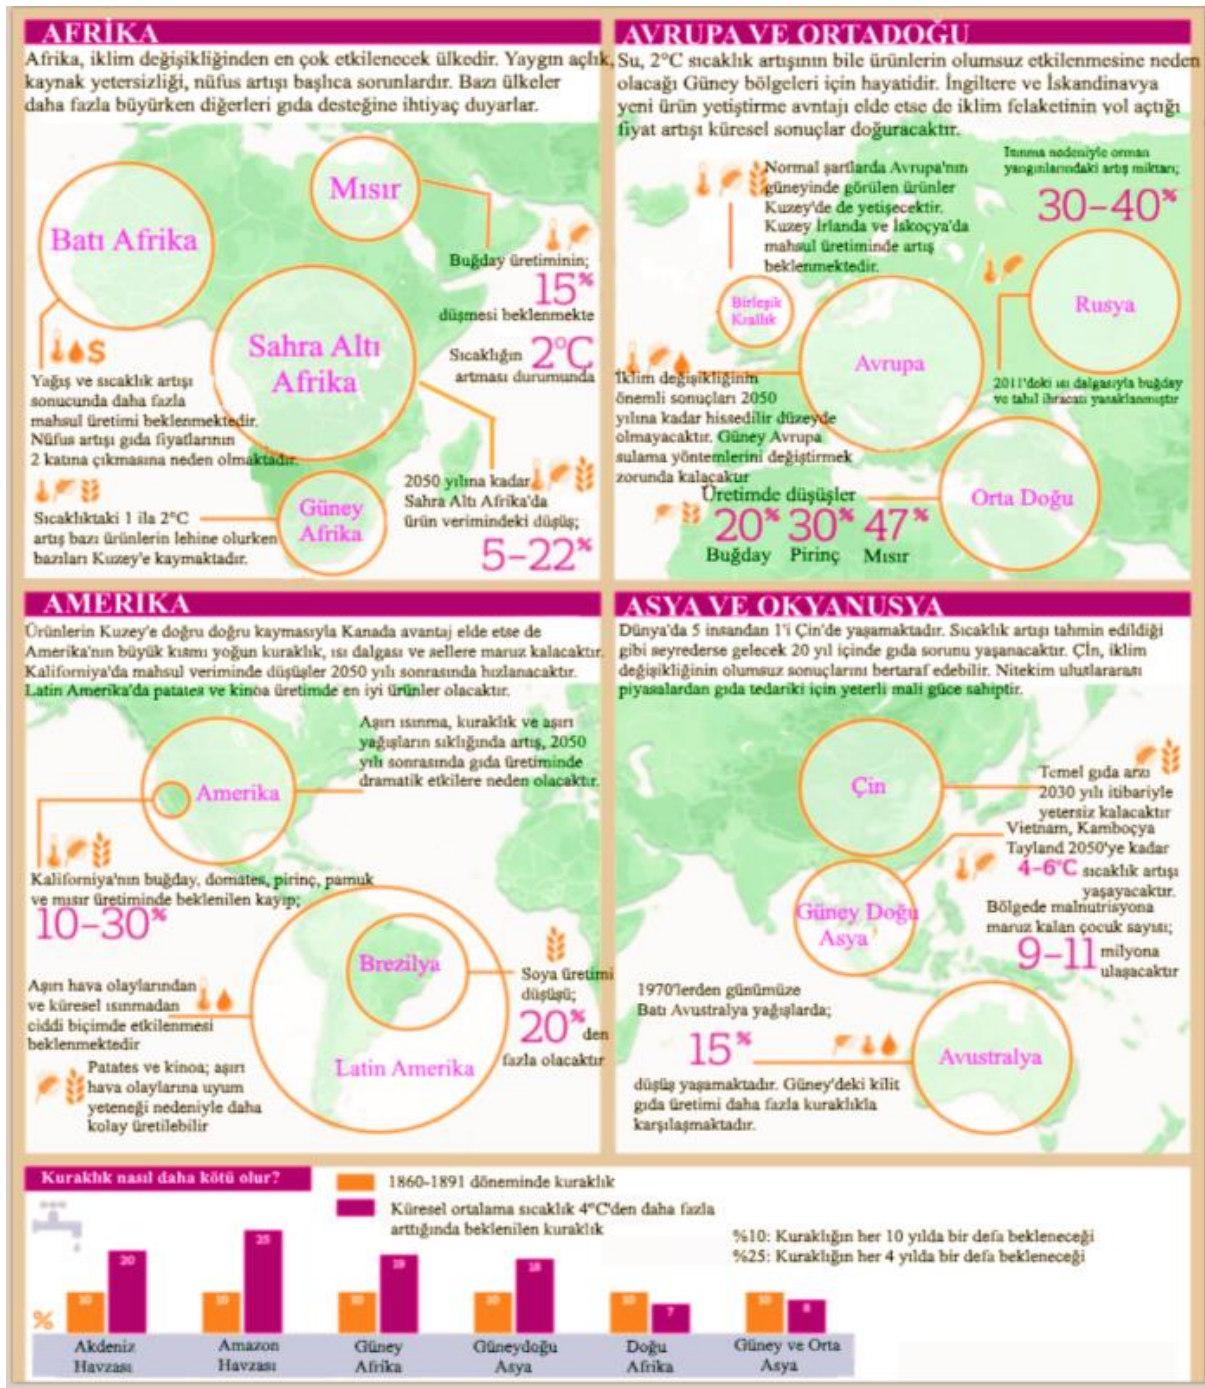 AFRİKA
Afrika, iklim değişikliğinden en çok etkilenecek ülkedir. Yaygın açlık,
kaynak yetersizliği, nüfus artışı başlıca sorunlardır. Bazı ülkeler
daha fazla büyürken diğerleri gıda desteğine ihtiyaç duyarlar.
Batı Afrika
Mısır
Buğday üretiminin;
15%
düşmesi beklenmekte
Sıcaklığın 2°C
artması durumunda
Sahra Altı
Afrika
$
Yağış ve sıcaklık artışı
sonucunda daha fazla
mahsul üretimi beklenmektedir.
Nüfus artışı gıda fiyatlarının
2 katına çıkmasına neden olmaktadır.
Sıcaklıktaki 1 ila 2°C
artış bazı ürünlerin lehine olurken
bazıları Kuzey'e kaymaktadır.
Güney
Afrika
2050 yılına kadar
Sahra Altı Afrika'da
ürün verimindeki düşüş;
5-22%
AVRUPA VE ORTADOĞU
Su, 2°C sıcaklık artışının bile ürünlerin olumsuz etkilenmesine neden
olacağı Güney bölgeleri için hayatidir. İngiltere ve İskandinavya
yeni ürün yetiştirme avntajı elde etse de iklim felaketinin yol açtığı
fiyat artışı küresel sonuçlar doğuracaktır.
Normal şartlarda Avrupa'nın
güneyinde görülen ürünler
Kuzey'de de yetişecektir.
Kuzey İrlanda ve İskoçya'da
mahsul üretiminde artış
beklenmektedir.
Isınma nedeniyle orman
yangınlarındaki artış miktarı;
30-40%
Birleşik
Krallık
Avrupa
Rusya
2011'deki ısı dalgasıyla buğday
ve tahıl ihracatı yasaklanmıştır
İklim değişikliğinin
önemli sonuçları 2050
yılına kadar hissedilir düzeyde
olmayacaktır. Güney Avrupa
sulama yöntemlerini değiştirmek
zorunda kalacaktır
Üretimde düşüşler
20% 30% 47%
Buğday Pirinç Mısır
Orta Doğu
AMERİKA
Ürünlerin Kuzey'e doğru doğru kaymasıyla Kanada avantaj elde etse de
Amerika'nın büyük kısmı yoğun kuraklık, ısı dalgası ve sellere maruz kalacaktır.
Kaliforniya'da mahsul veriminde düşüşler 2050 yılı sonrasında hızlanacaktır.
Latin Amerika'da patates ve kinoa üretimde en iyi ürünler olacaktır.
Aşırı ısınma, kuraklık ve aşırı
yağışların sıklığında artış, 2050
yılı sonrasında gıda üretiminde
dramatik etkilere neden olacaktır.
Amerika
Kaliforniya'nın buğday, domates, pirinç, pamuk
ve mısır üretiminde beklenilen kayıp;
10-30%
Brezilya
Soya üretimi
düşüşü;
20% den
fazla olacaktır
Aşırı hava olaylarından
ve küresel ısınmadan
ciddi biçimde etkilenmesi
beklenmektedir
Latin Amerika
Patates ve kinoa; aşırı
hava olaylarına uyum
yeteneği nedeniyle daha
kolay üretilebilir
ASYA VE OKYANUSYA
Dünya'da 5 insandan 1'i Çin'de yaşamaktadır. Sıcaklık artışı tahmin edildiği
gibi seyrederse gelecek 20 yıl içinde gıda sorunu yaşanacaktır. Çİn, iklim
değişikliğinin olumsuz sonuçlarını bertaraf edebilir. Nitekim uluslararası
piyasalardan gıda tedariki için yeterli mali güce sahiptir.
Çin
Temel gıda arzı
2030 yılı itibariyle
yetersiz kalacaktır
Vietnam, Kamboçya
Tayland 2050'ye kadar
4-6°C sıcaklık artışı
yaşayacaktır.
Güney Doğu
Asya
Bölgede malnutrisyona
maruz kalan çocuk sayısı;
9-11 milyona
ulaşacaktır
1970'lerden günümüze
Batı Avustralya yağışlarda;
15%
Avustralya
düşüş yaşamaktadır. Güney'deki kilit
gıda üretimi daha fazla kuraklıkla
karşılaşmaktadır.
Kuraklık nasıl daha kötü olur?
1860-1891 döneminde kuraklık
Küresel ortalama sıcaklık 4°C'den daha fazla
arttığında beklenilen kuraklık
%10: Kuraklığın her 10 yılda bir defa bekleneceği
%25: Kuraklığın her 4 yılda bir defa bekleneceği
%
10 20 10 25 10 19 10 18 10 7 10 8
Akdeniz
Havzası
Amazon
Havzası
Güney
Afrika
Güneydoğu
Asya
Doğu
Afrika
Güney ve Orta
Asya